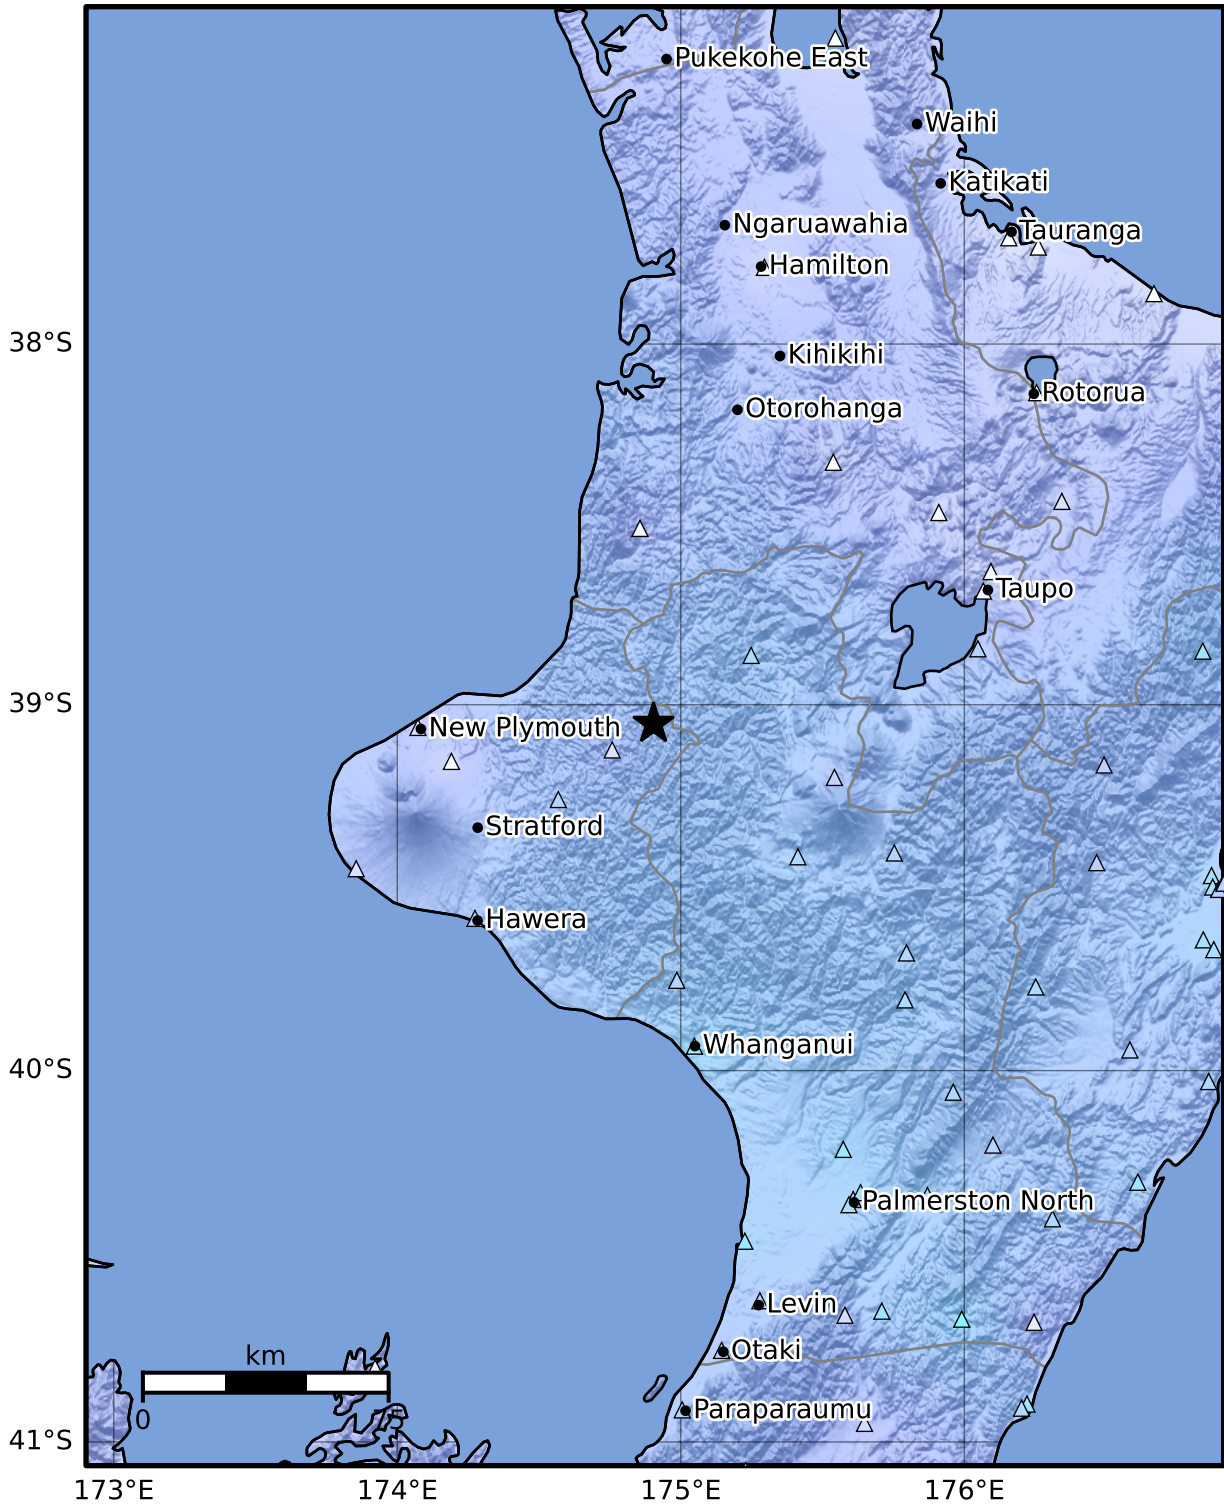 Pukekohe East
Waihi
Katikati
Ngaruawahia
Tauranga
Hamilton
38°S
Kihikihi
Rotorua
Otorohanga
Taupo
39°S
New Plymouth
Stratford
Hawera
Whanganui
40°S
Palmerston North
Levin
km
Otaki
0
Paraparaumu
41°S
173°E
174°E
175°E
176°E